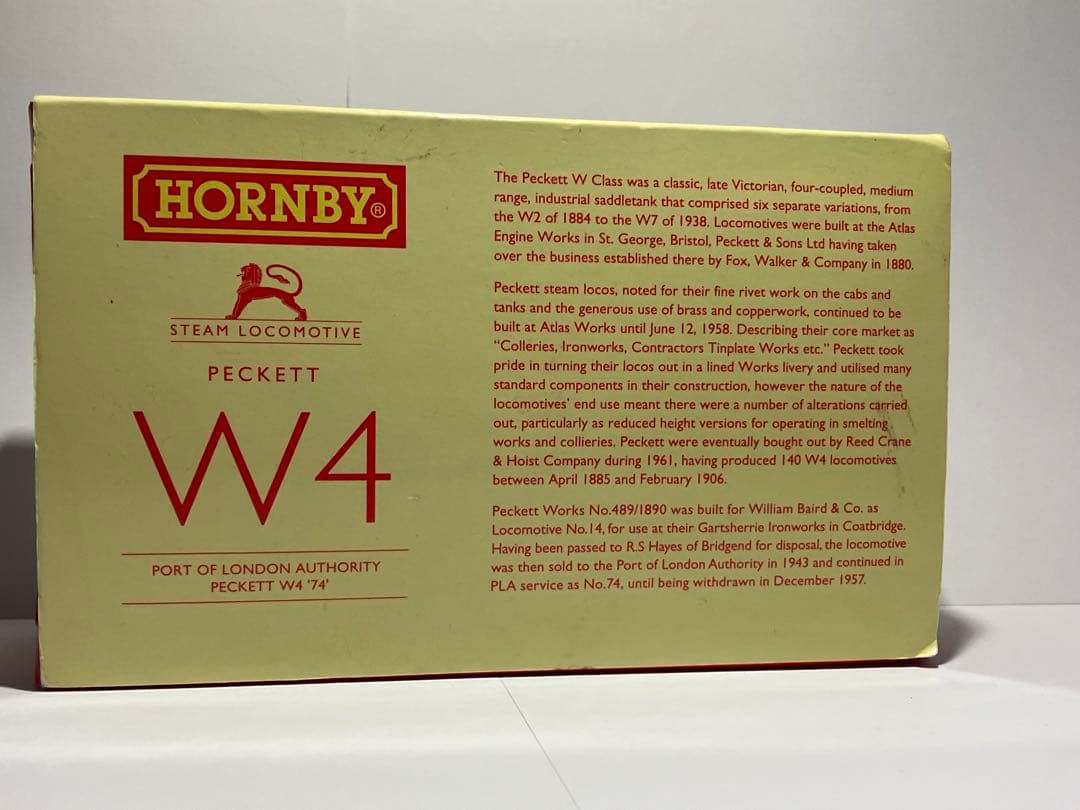 HORNBY®
STEAM LOCOMOTIVE
PECKETT
W4
PORT OF LONDON AUTHORITY
PECKETT W4 '74'
The Peckett W Class was a classic, late Victorian, four-coupled, medium
range, industrial saddletank that comprised six separate variations, from
the W2 of 1884 to the W7 of 1938. Locomotives were built at the Atlas
Engine Works in St. George, Bristol, Peckett & Sons Ltd having taken
over the business established there by Fox, Walker & Company in 1880.
Peckett steam locos, noted for their fine rivet work on the cabs and
tanks and the generous use of brass and copperwork, continued to be
built at Atlas Works until June 12, 1958. Describing their core market as
“Colleries, Ironworks, Contractors Tinplate Works etc.” Peckett took
pride in turning their locos out in a lined Works livery and utilised many
standard components in their construction, however the nature of the
locomotives' end use meant there were a number of alterations carried
out, particularly as reduced height versions for operating in smelting
works and collieries. Peckett were eventually bought out by Reed Crane
& Hoist Company during 1961, having produced 140 W4 locomotives
between April 1885 and February 1906.
Peckett Works No.489/1890 was built for William Baird & Co. as
Locomotive No.14, for use at their Gartsherrie Ironworks in Coatbridge.
Having been passed to R.S Hayes of Bridgend for disposal, the locomotive
was then sold to the Port of London Authority in 1943 and continued in
PLA service as No.74, until being withdrawn in December 1957.